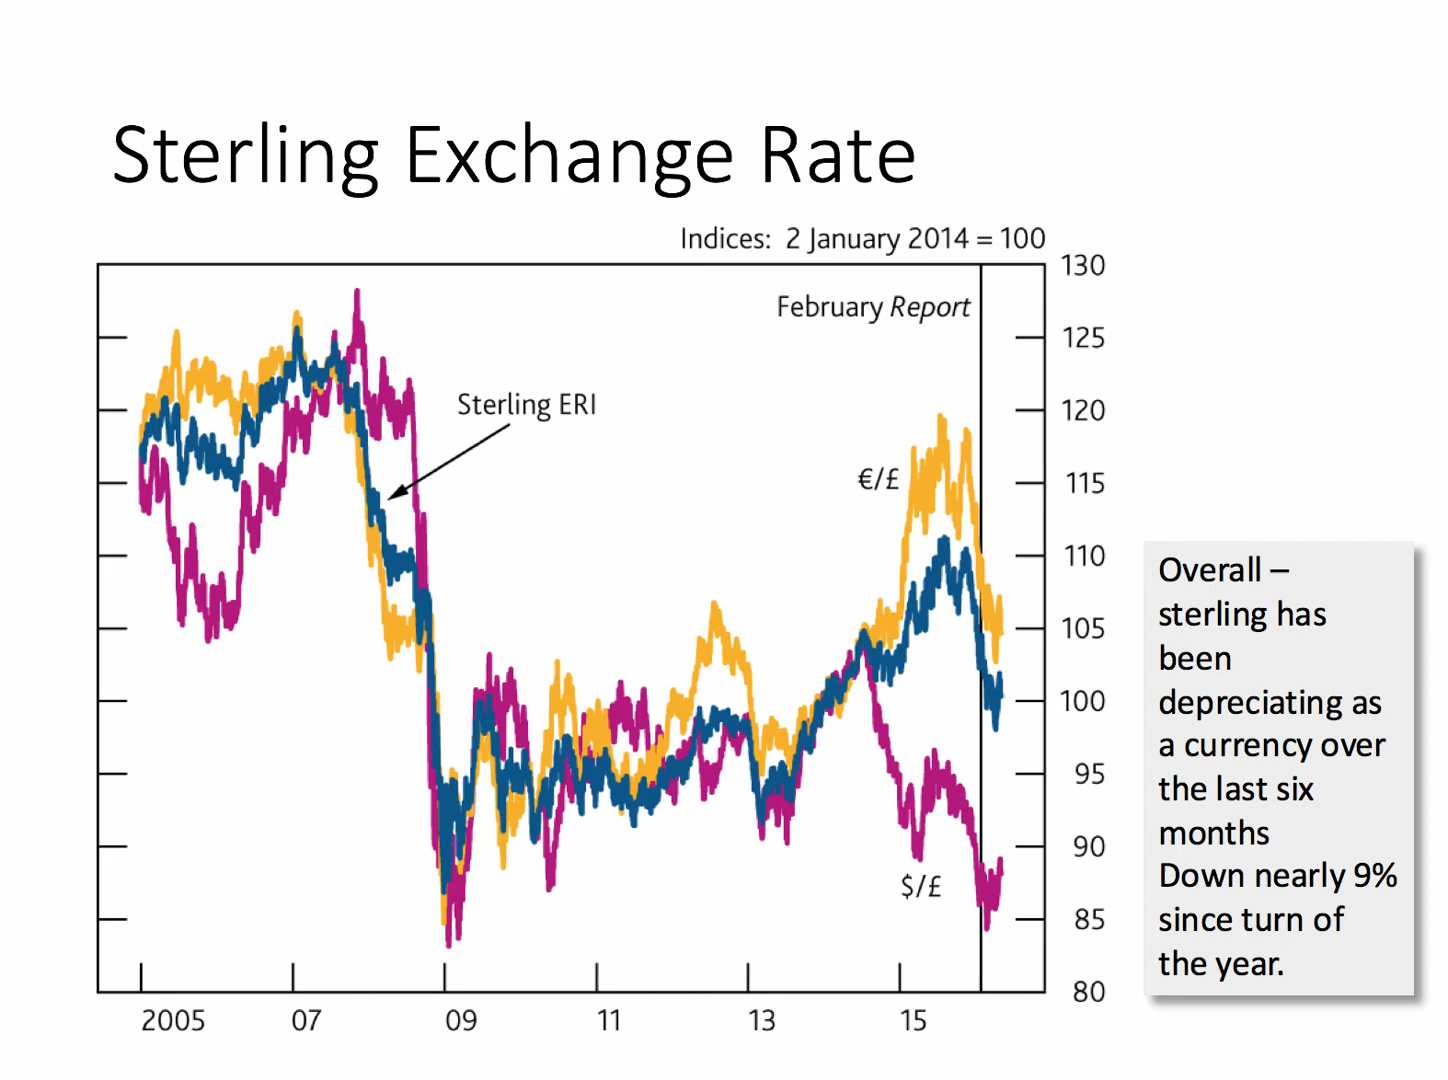 Sterling Exchange Rate
Indices: 2 January 2014 = 100
130
February Report
125
Sterling ERI
120
€/£
115
110
105
100
95
90
$/£
85
80
2005 07 09 11 13 15
Overall –
sterling has
been
depreciating as
a currency over
the last six
months
Down nearly 9%
since turn of
the year.